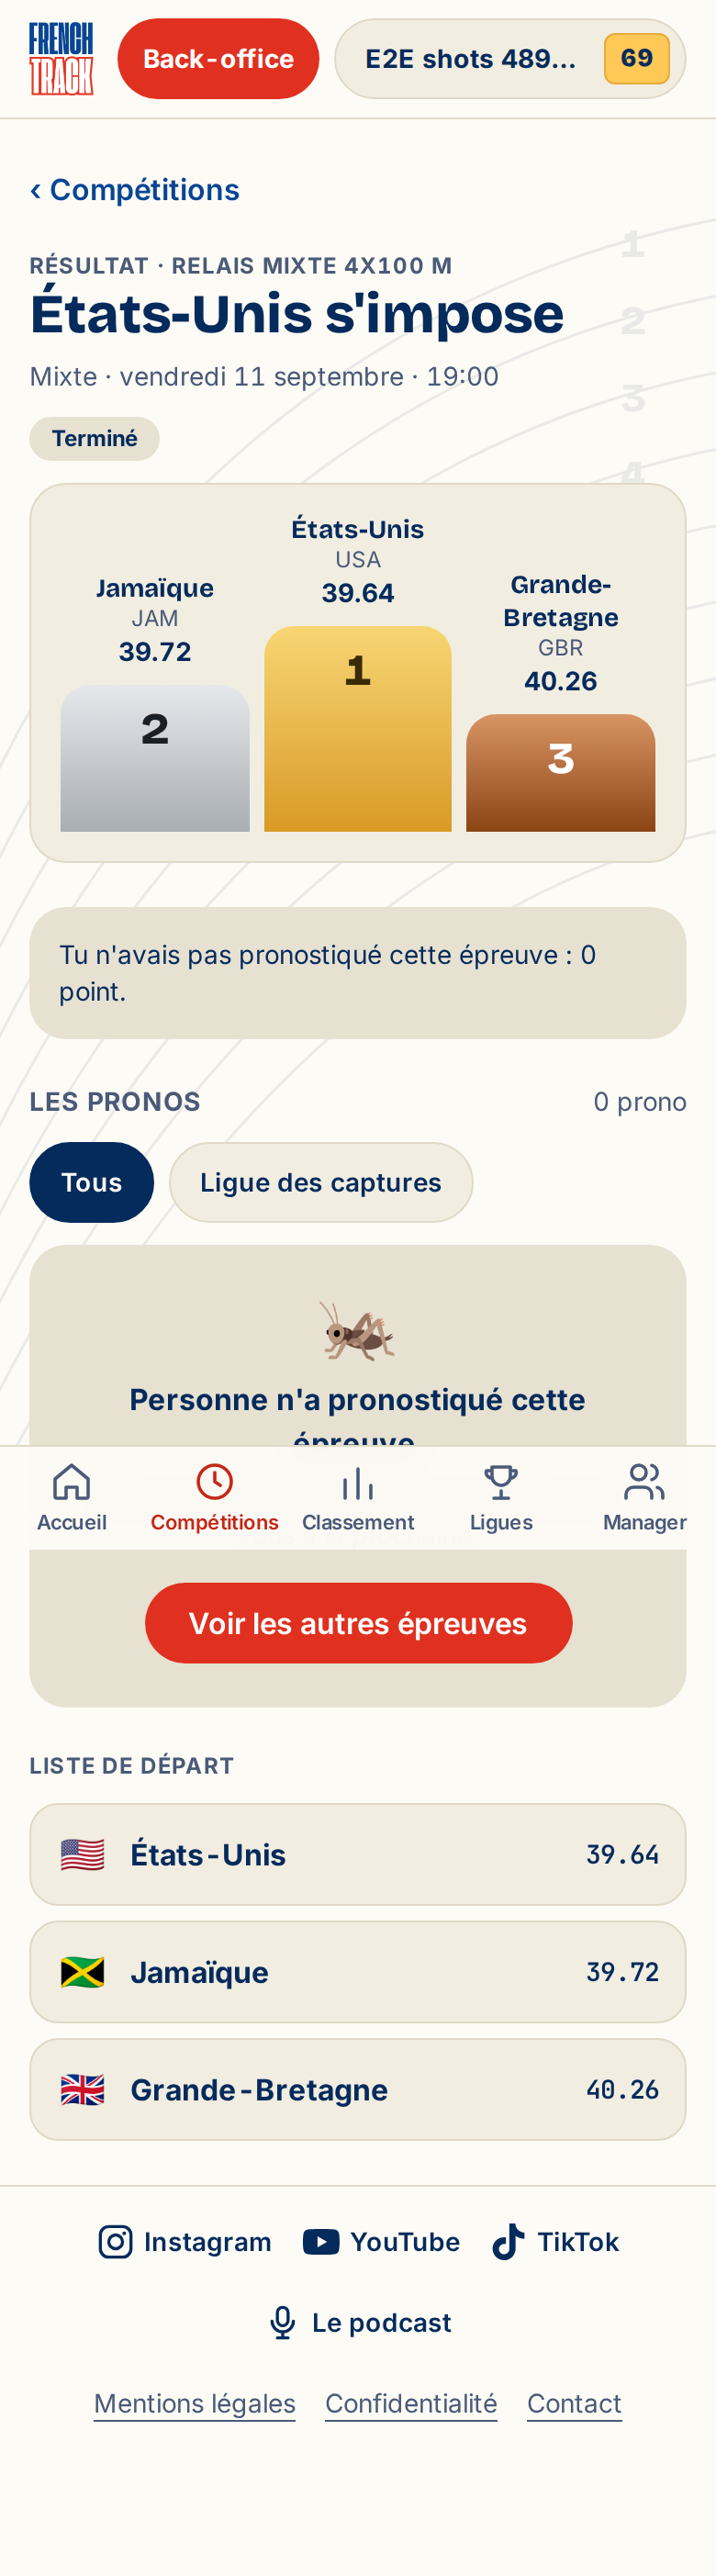 FRENCH
TRACK
Back-office
E2E shots 489...
69
‹ Compétitions
RÉSULTAT · RELAIS MIXTE 4X100 M
États-Unis s'impose
Mixte · vendredi 11 septembre · 19:00
Terminé
1
2
3
4
États-Unis
USA
39.64
1
Jamaïque
JAM
39.72
2
Grande-
Bretagne
GBR
40.26
3
Tu n'avais pas pronostiqué cette épreuve : 0
point.
LES PRONOS
0 prono
Tous
Ligue des captures
Personne n'a pronostiqué cette
épreuve
Accueil
Compétitions
Classement
Ligues
Manager
Voir les autres épreuves
LISTE DE DÉPART
États-Unis
39.64
Jamaïque
39.72
Grande-Bretagne
40.26
Instagram
YouTube
TikTok
Le podcast
Mentions légales
Confidentialité
Contact